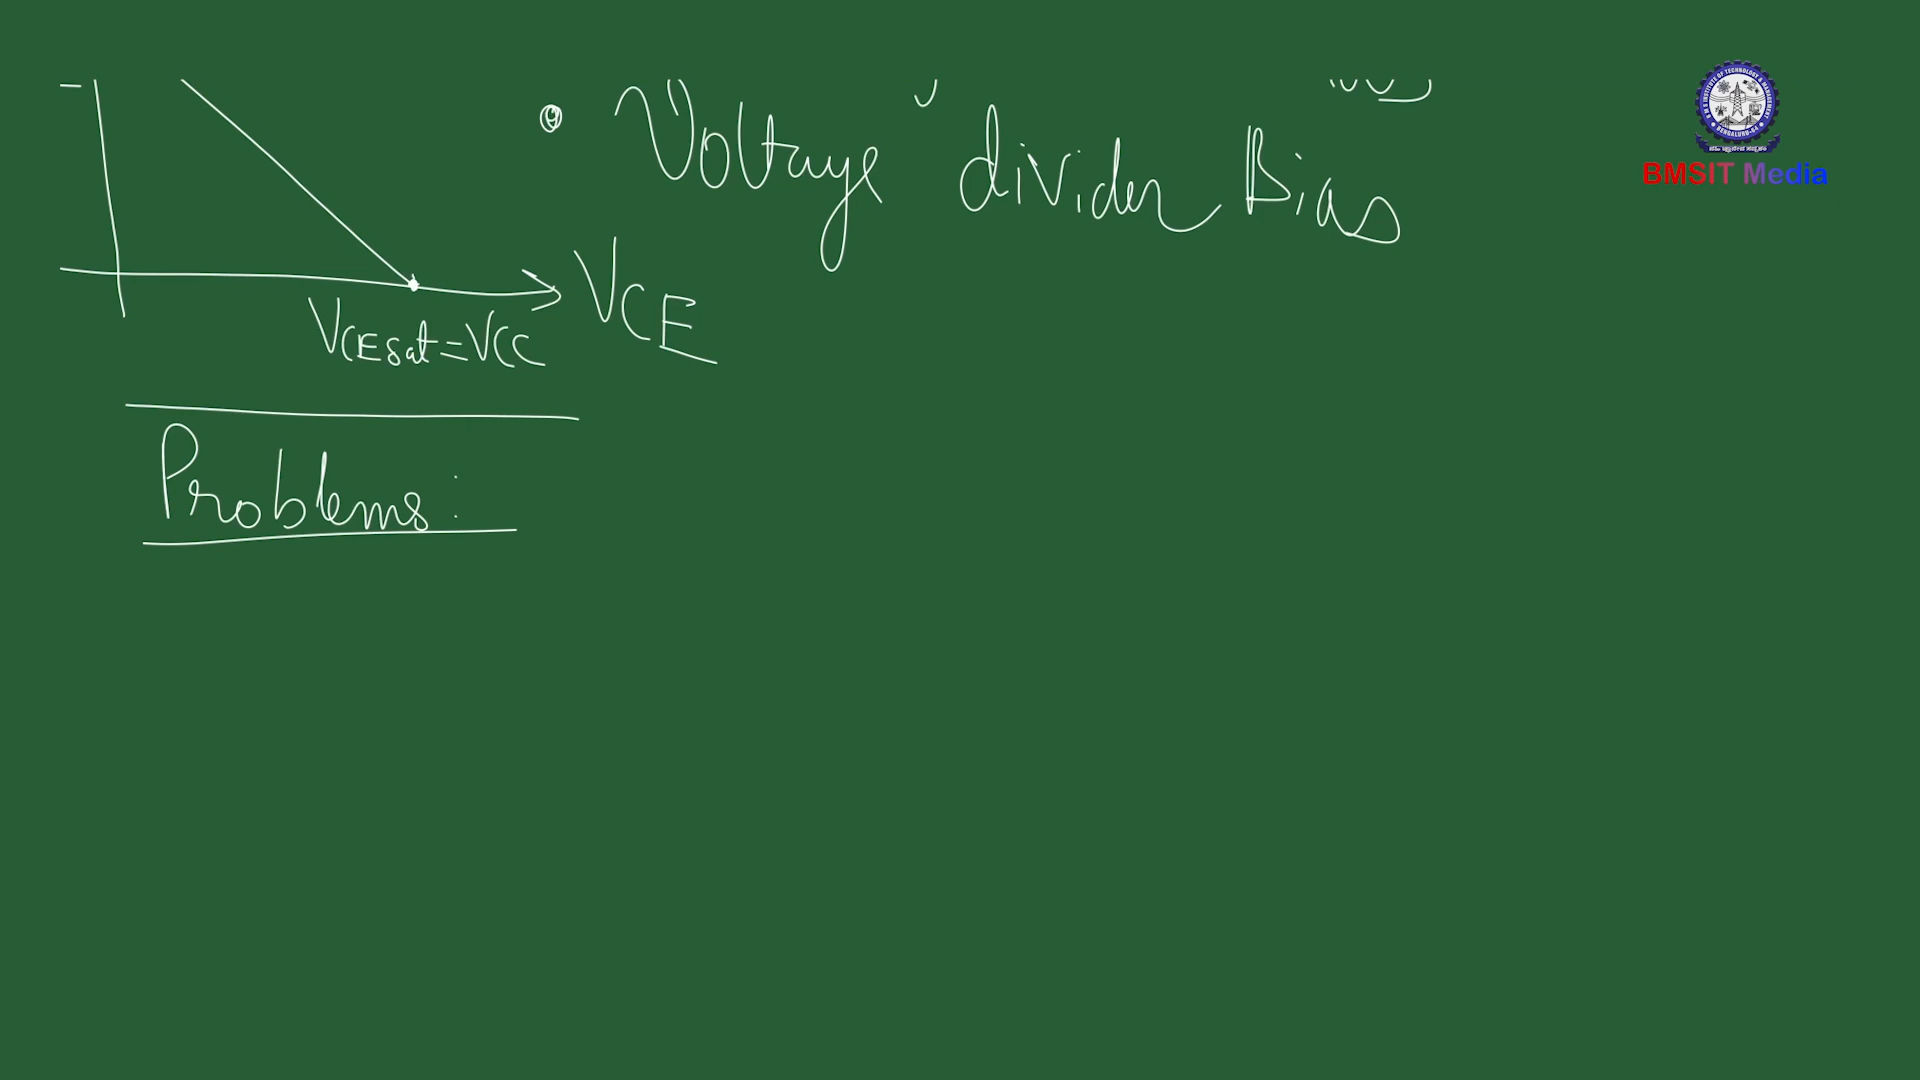 Voltage divider Bias
VCE
VCEsat = VCC
Problems :
BMSIT Media